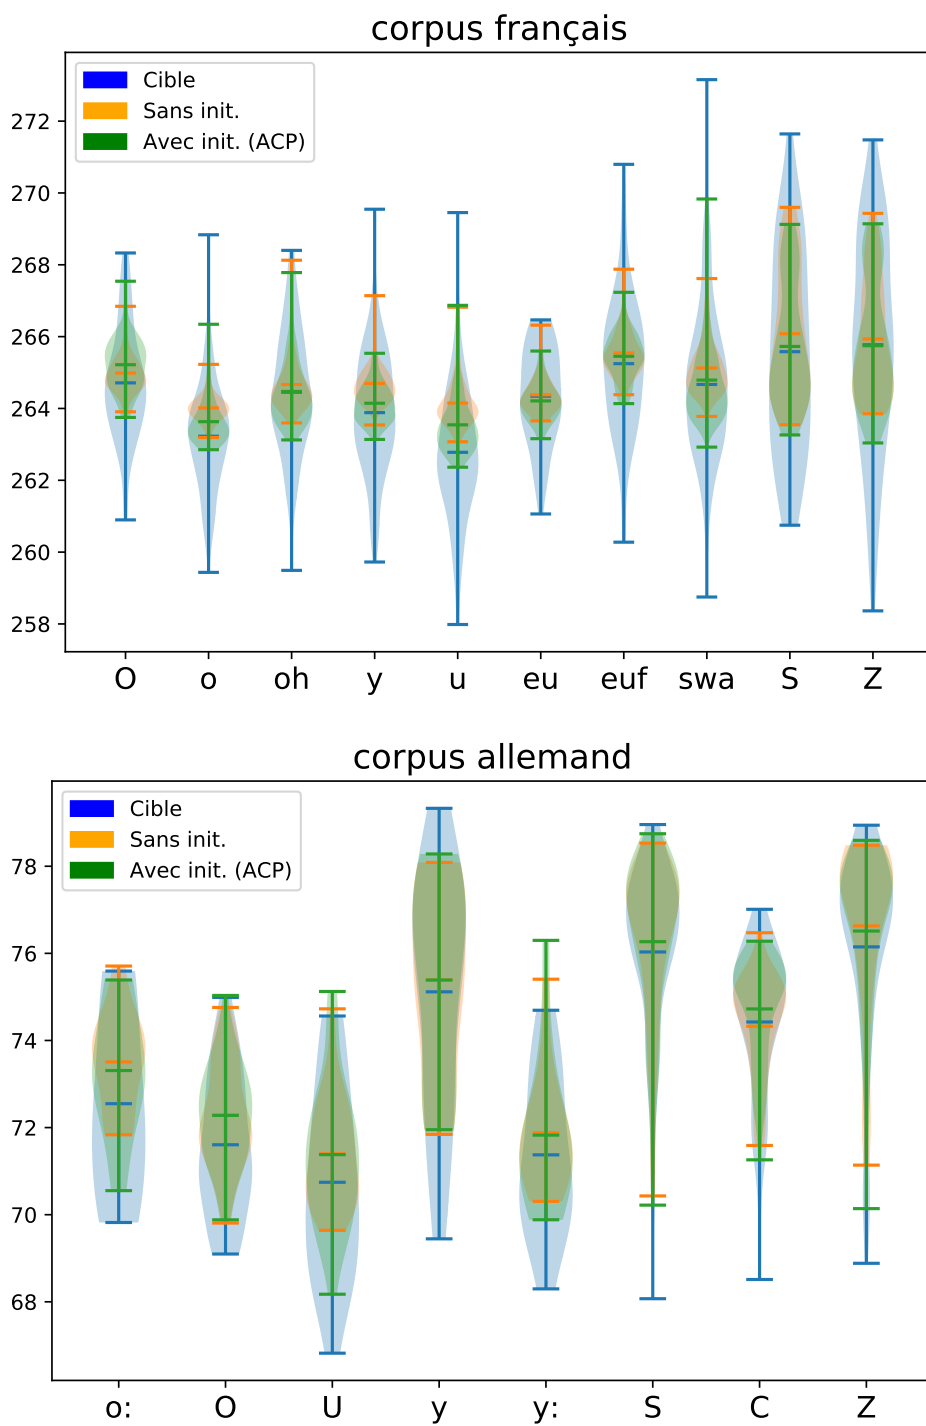 corpus français
Cible
Sans init.
Avec init. (ACP)
272
270
268
266
264
262
260
258
O o oh y u eu euf swa S Z
corpus allemand
Cible
Sans init.
Avec init. (ACP)
78
76
74
72
70
68
o: O U y y: S C Z